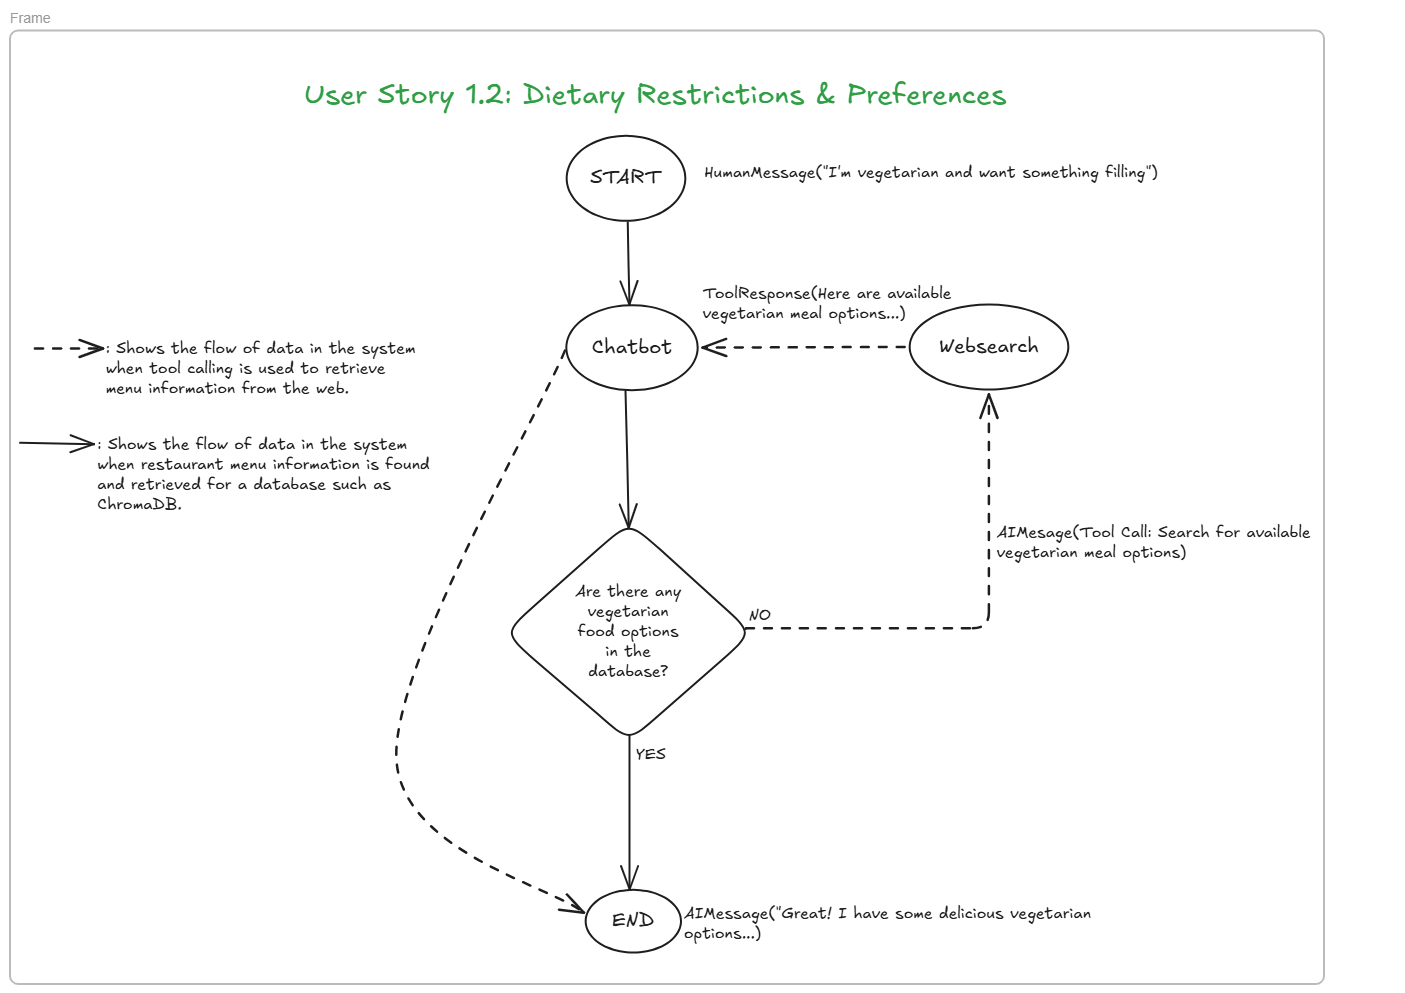 Frame
User Story 1.2: Dietary Restrictions & Preferences
START
HumanMessage("I'm vegetarian and want something filling")
ToolResponse(Here are available
vegetarian meal options...)
Chatbot
Websearch
: Shows the flow of data in the system
when tool calling is used to retrieve
menu information from the web.
: Shows the flow of data in the system
when restaurant menu information is found
and retrieved for a database such as
ChromaDB.
AIMesage(Tool Call: Search for available
vegetarian meal options)
Are there any
vegetarian
food options
in the
database?
NO
YES
END
AIMessage("Great! I have some delicious vegetarian
options...)